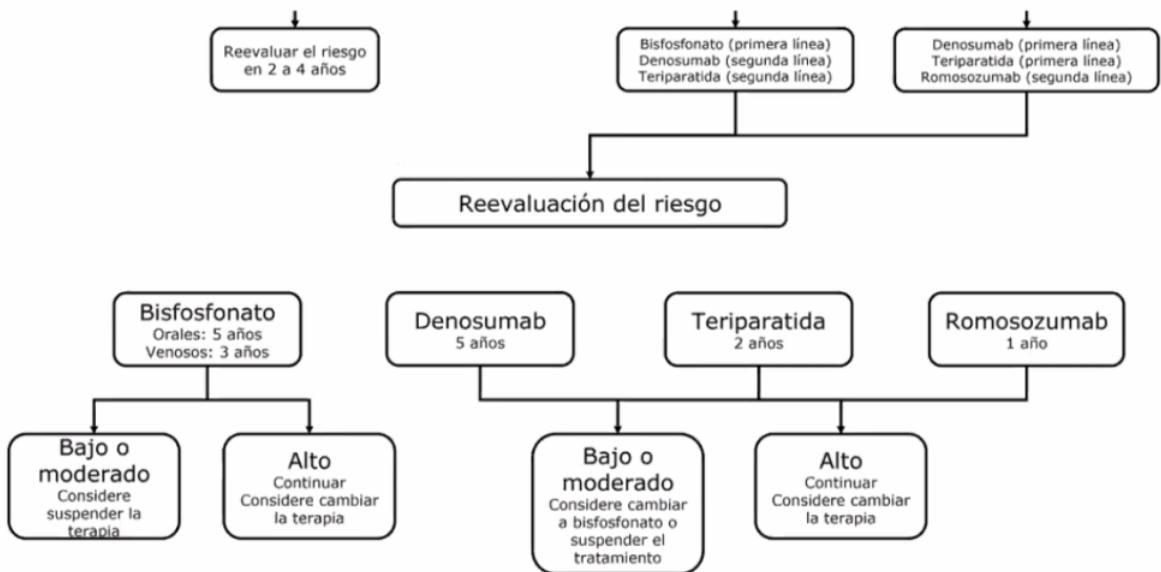 Reevaluar el riesgo
en 2 a 4 años
Bisfosfonato (primera línea)
Denosumab (segunda línea)
Teriparatida (segunda línea)
Denosumab (primera línea)
Teriparatida (primera línea)
Romosozumab (segunda línea)
Reevaluación del riesgo
Bisfosfonato
Orales: 5 años
Venosos: 3 años
Denosumab
5 años
Teriparatida
2 años
Romosozumab
1 año
Bajo o
moderado
Considere
suspender la
terapia
Alto
Continuar
Considere cambiar
la terapia
Bajo o
moderado
Considere cambiar
a bisfosfonato o
suspender el
tratamiento
Alto
Continuar
Considere cambiar
la terapia